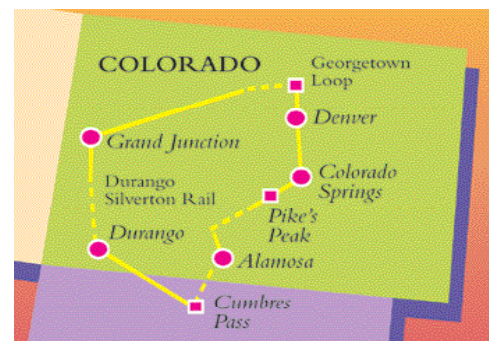 COLORADO
Georgetown
Loop
Denver
Grand Junction
Colorado
Springs
Durango
Silverton Rail
Pike's
Peak
Durango
Alamosa
Cumbres
Pass